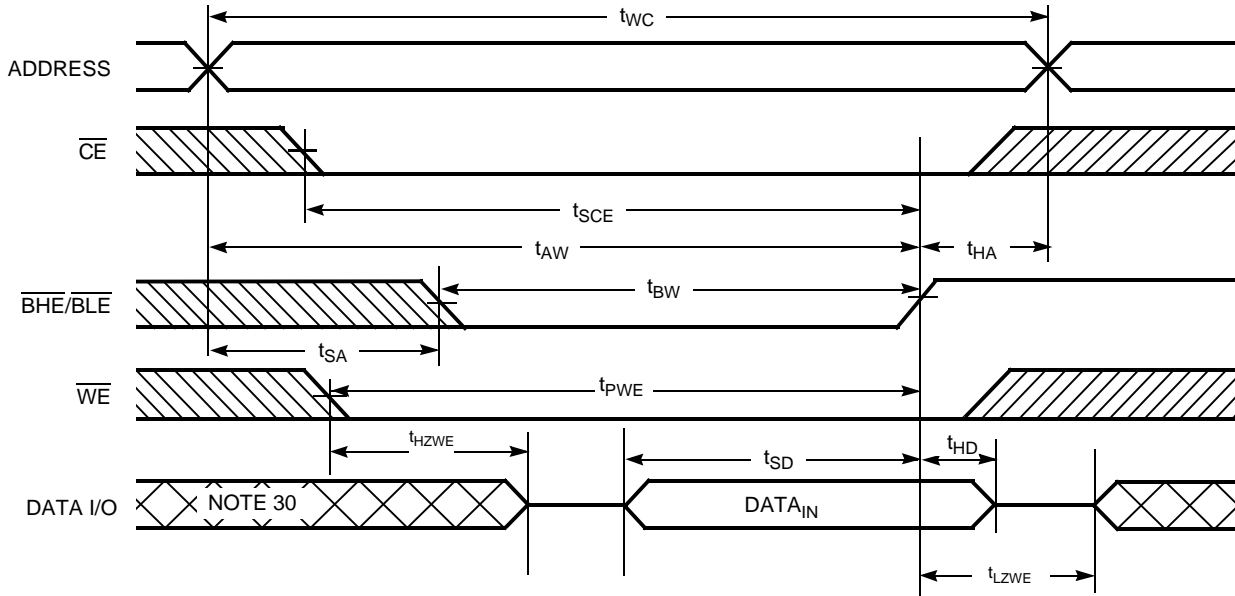 tWC
ADDRESS
CE
tSCE
tAW
tHA
BHE/BLE
tBW
tSA
WE
tPWE
tHZWE
tSD
tHD
DATA I/O
NOTE 30
DATAIN
tLZWE